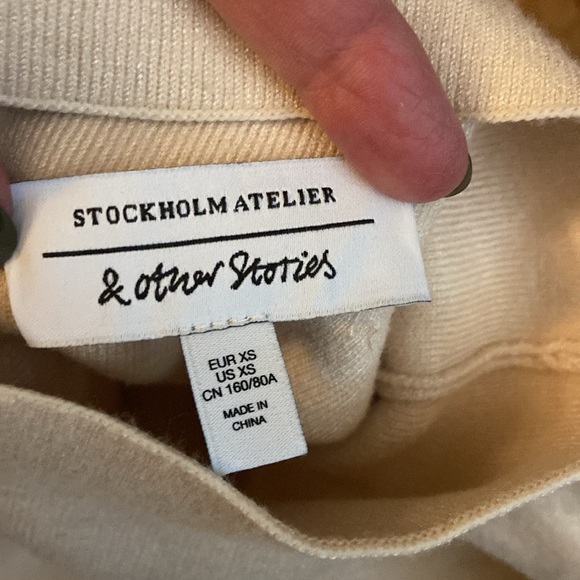 STOCKHOLM ATELIER
& other Stories
EUR XS
US XS
CN 160/80A
MADE IN
CHINA